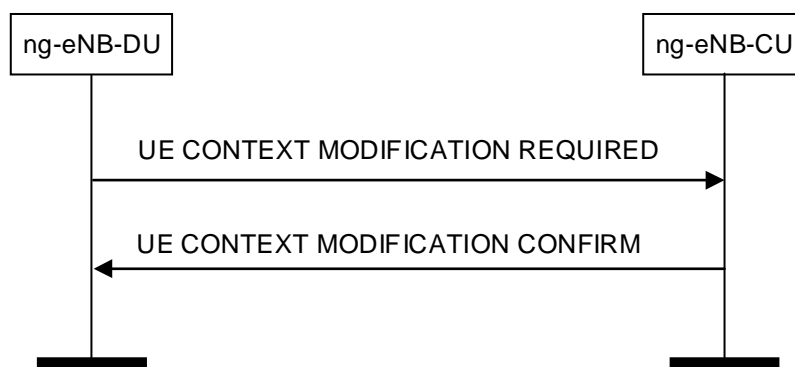 ng-eNB-DU
ng-eNB-CU
UE CONTEXT MODIFICATION REQUIRED
UE CONTEXT MODIFICATION CONFIRM